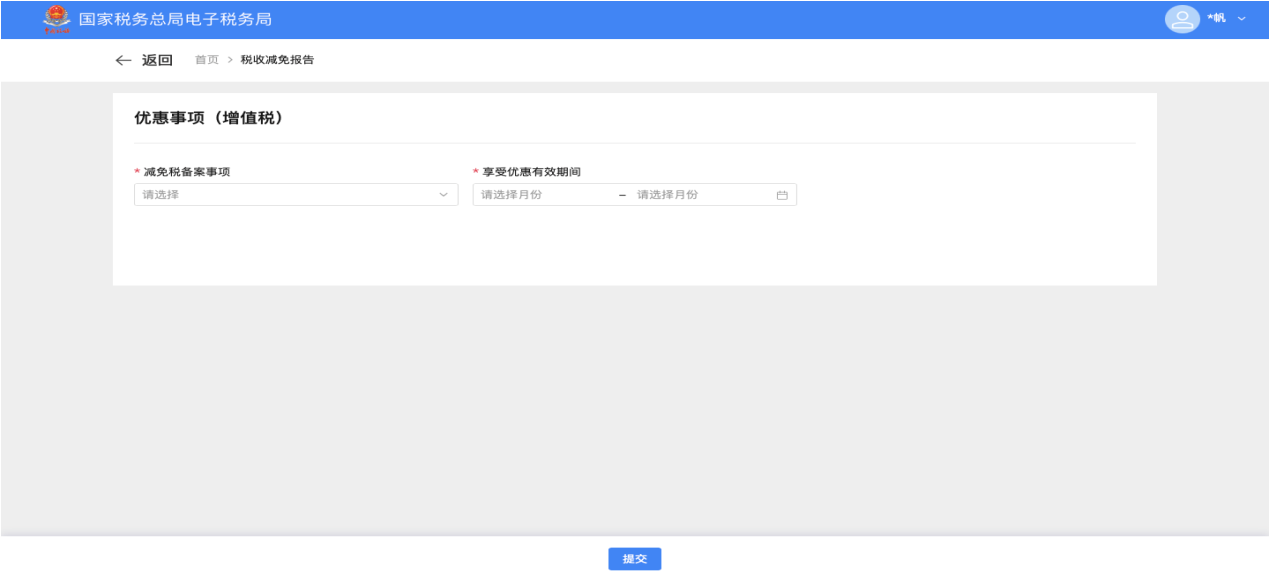 国家税务总局电子税务局
*帆
← 返回 首页 > 税收减免报告
优惠事项（增值税）
* 减免税备案事项 * 享受优惠有效期间
请选择 请选择月份 – 请选择月份
提交